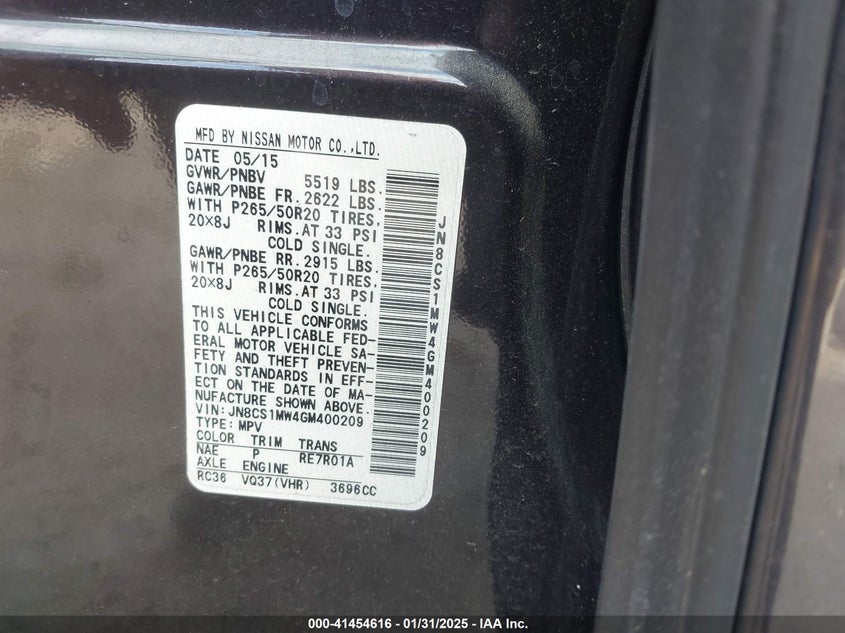 MFD BY NISSAN MOTOR CO.,LTD.
DATE 05/15
GVWR/PNBV 5519 LBS.
GAWR/PNBE FR. 2622 LBS.
WITH P265/50R20 TIRES.
20X8J RIMS. AT 33 PSI
COLD SINGLE.
GAWR/PNBE RR. 2915 LBS.
WITH P265/50R20 TIRES.
20X8J RIMS. AT 33 PSI
COLD SINGLE.
THIS VEHICLE CONFORMS
TO ALL APPLICABLE FED-
ERAL MOTOR VEHICLE SA-
FETY AND THEFT PREVEN-
TION STANDARDS IN EFF-
ECT ON THE DATE OF MA-
NUFACTURE SHOWN ABOVE.
VIN: JN8CS1MW4GM400209
TYPE: MPV
COLOR TRIM TRANS
NAE P RE7R01A
AXLE ENGINE
RC36 VQ37(VHR) 3696CC
JN8CS1MW4GM400209
000-41454616 - 01/31/2025 - IAA Inc.